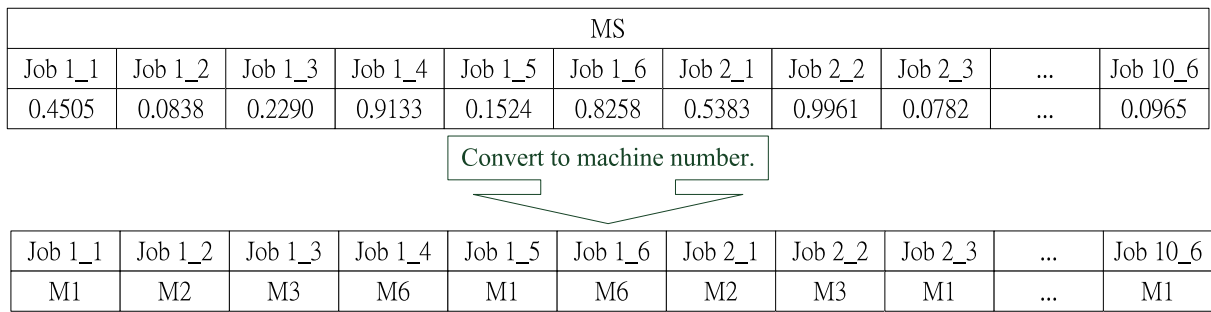 MS
Job 1_1 Job 1_2 Job 1_3 Job 1_4 Job 1_5 Job 1_6 Job 2_1 Job 2_2 Job 2_3 ... Job 10_6
0.4505 0.0838 0.2290 0.9133 0.1524 0.8258 0.5383 0.9961 0.0782 ... 0.0965
Convert to machine number.
Job 1_1 Job 1_2 Job 1_3 Job 1_4 Job 1_5 Job 1_6 Job 2_1 Job 2_2 Job 2_3 ... Job 10_6
M1 M2 M3 M6 M1 M6 M2 M3 M1 ... M1